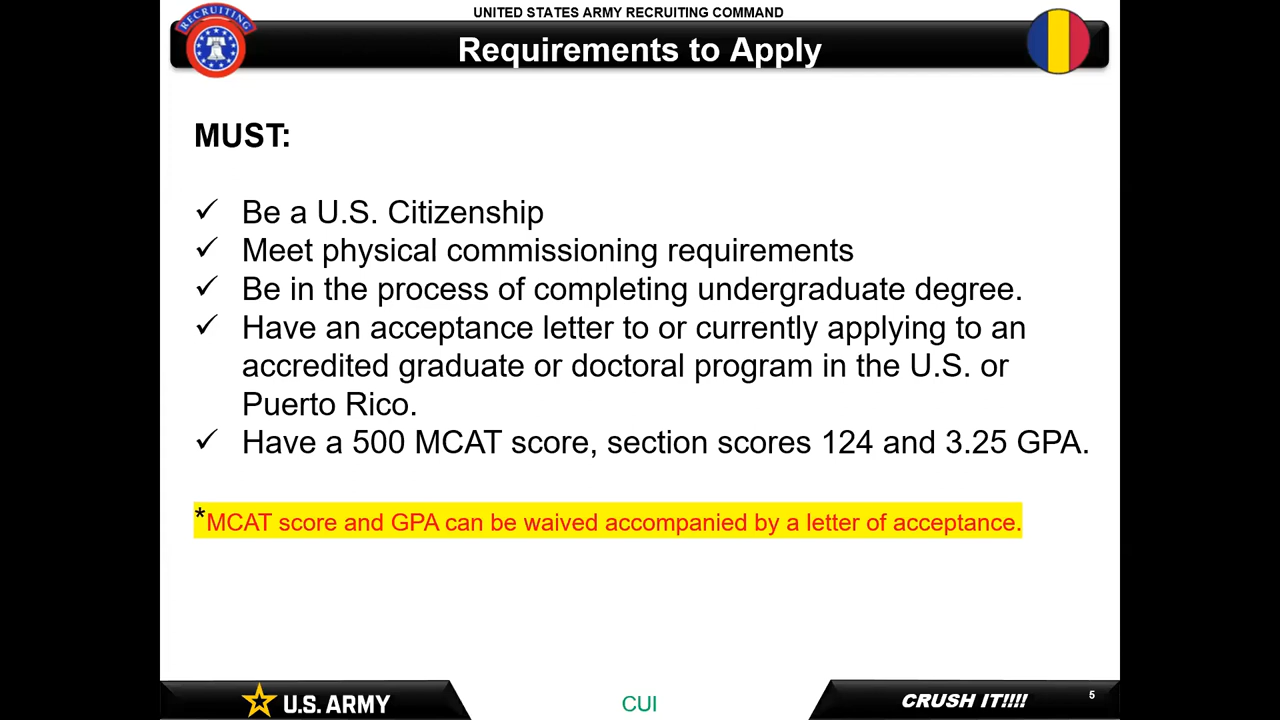 UNITED STATES ARMY RECRUITING COMMAND
RECRUITING
Requirements to Apply
MUST:
✓ Be a U.S. Citizenship
✓ Meet physical commissioning requirements
✓ Be in the process of completing undergraduate degree.
✓ Have an acceptance letter to or currently applying to an
accredited graduate or doctoral program in the U.S. or
Puerto Rico.
✓ Have a 500 MCAT score, section scores 124 and 3.25 GPA.
*MCAT score and GPA can be waived accompanied by a letter of acceptance.
U.S. ARMY
CUI
CRUSH IT!!!!
5